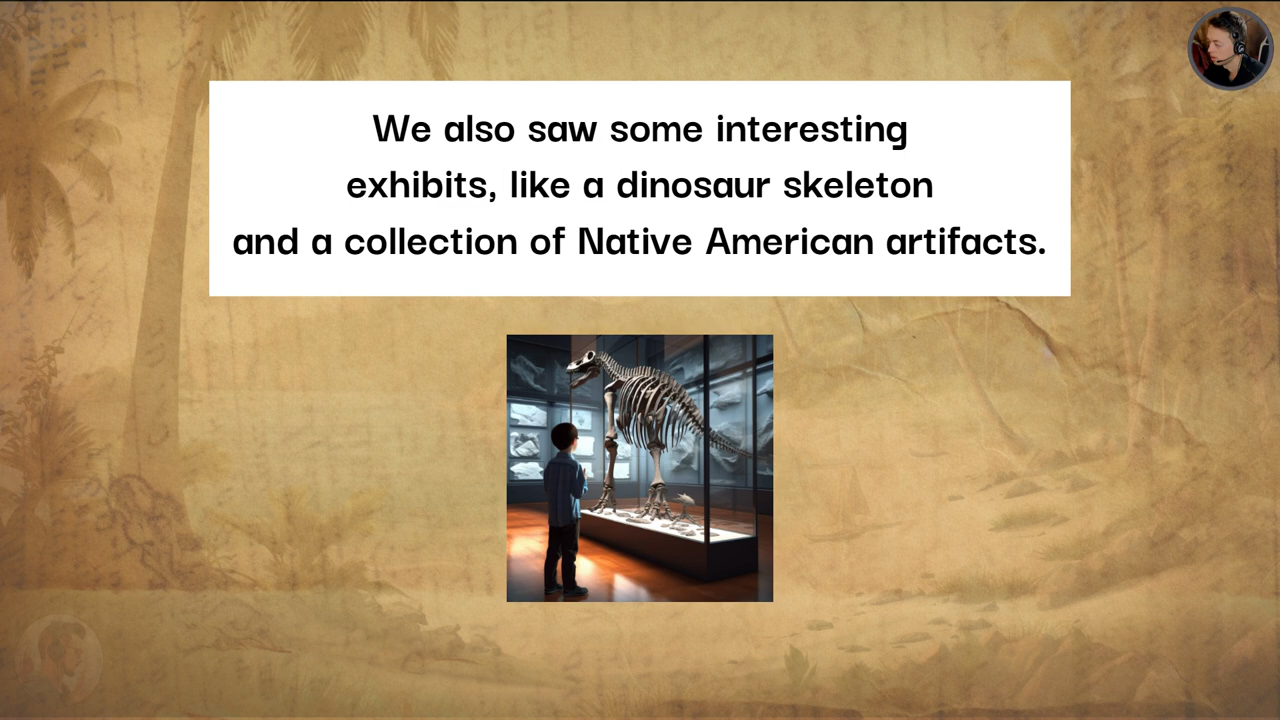 We also saw some interesting
exhibits, like a dinosaur skeleton
and a collection of Native American artifacts.